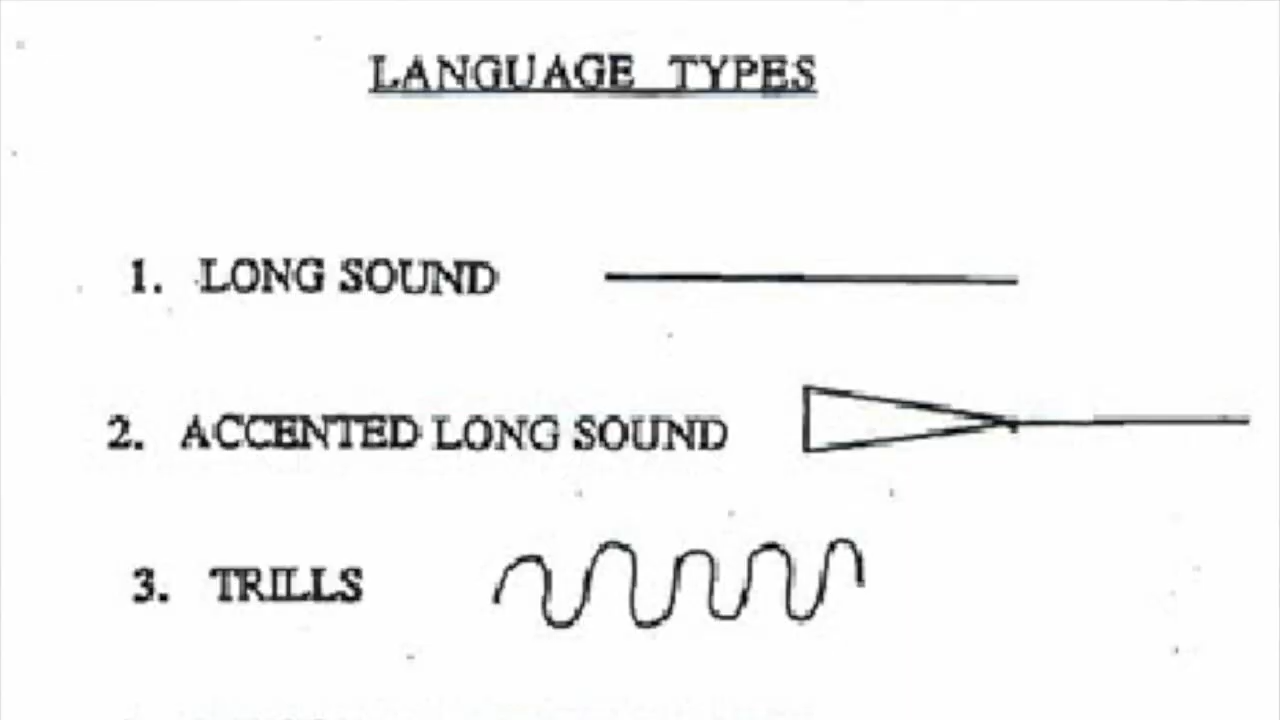 LANGUAGE TYPES
1. LONG SOUND
2. ACCENTED LONG SOUND
3. TRILLS